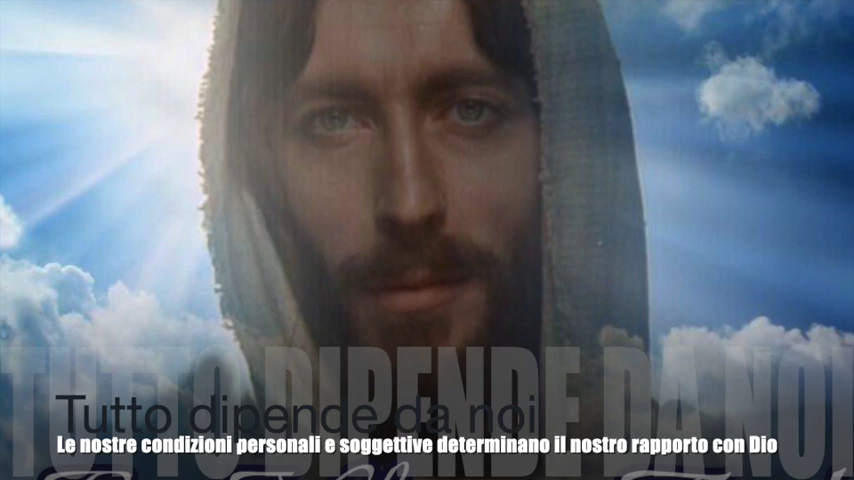 TUTTO DIPENDE DA NOI
Tutto dipende da noi
Le nostre condizioni personali e soggettive determinano il nostro rapporto con Dio